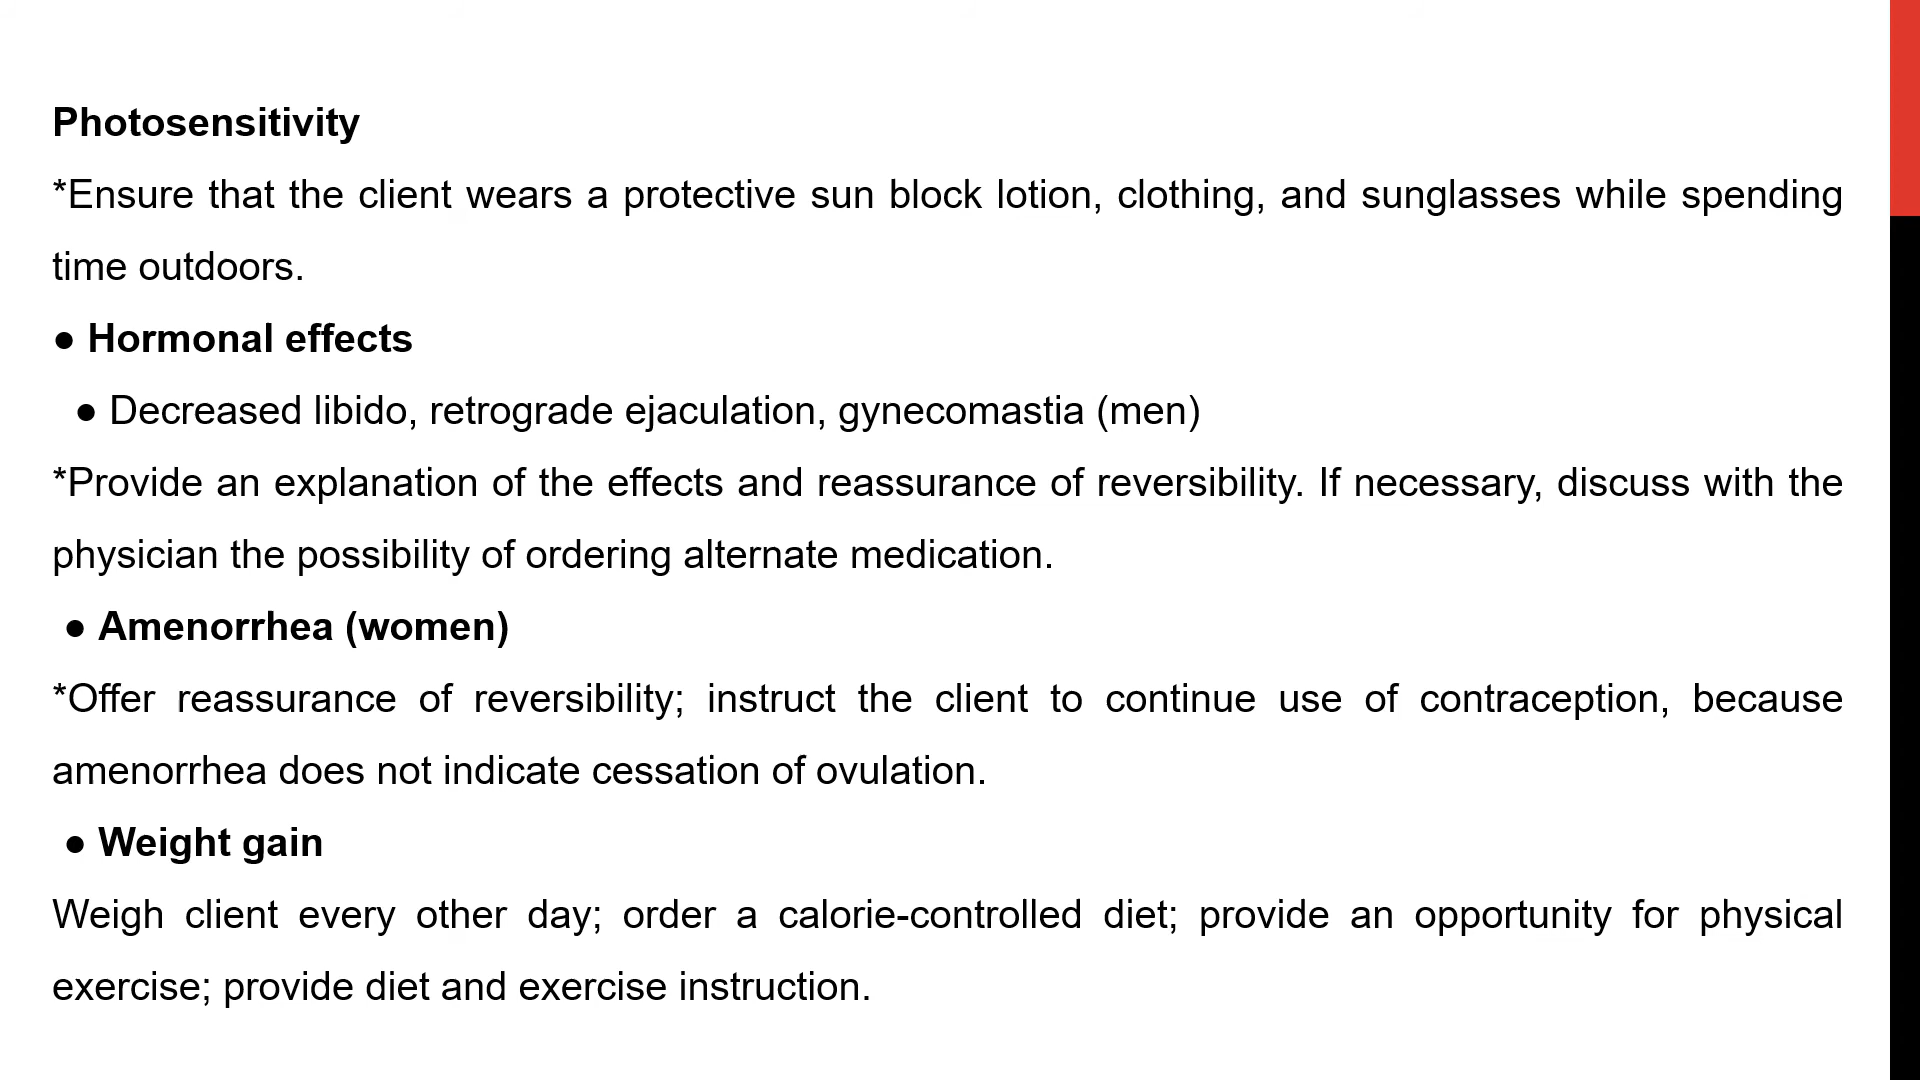 Photosensitivity
*Ensure that the client wears a protective sun block lotion, clothing, and sunglasses while spending
time outdoors.
● Hormonal effects
● Decreased libido, retrograde ejaculation, gynecomastia (men)
*Provide an explanation of the effects and reassurance of reversibility. If necessary, discuss with the
physician the possibility of ordering alternate medication.
● Amenorrhea (women)
*Offer reassurance of reversibility; instruct the client to continue use of contraception, because
amenorrhea does not indicate cessation of ovulation.
● Weight gain
Weigh client every other day; order a calorie-controlled diet; provide an opportunity for physical
exercise; provide diet and exercise instruction.